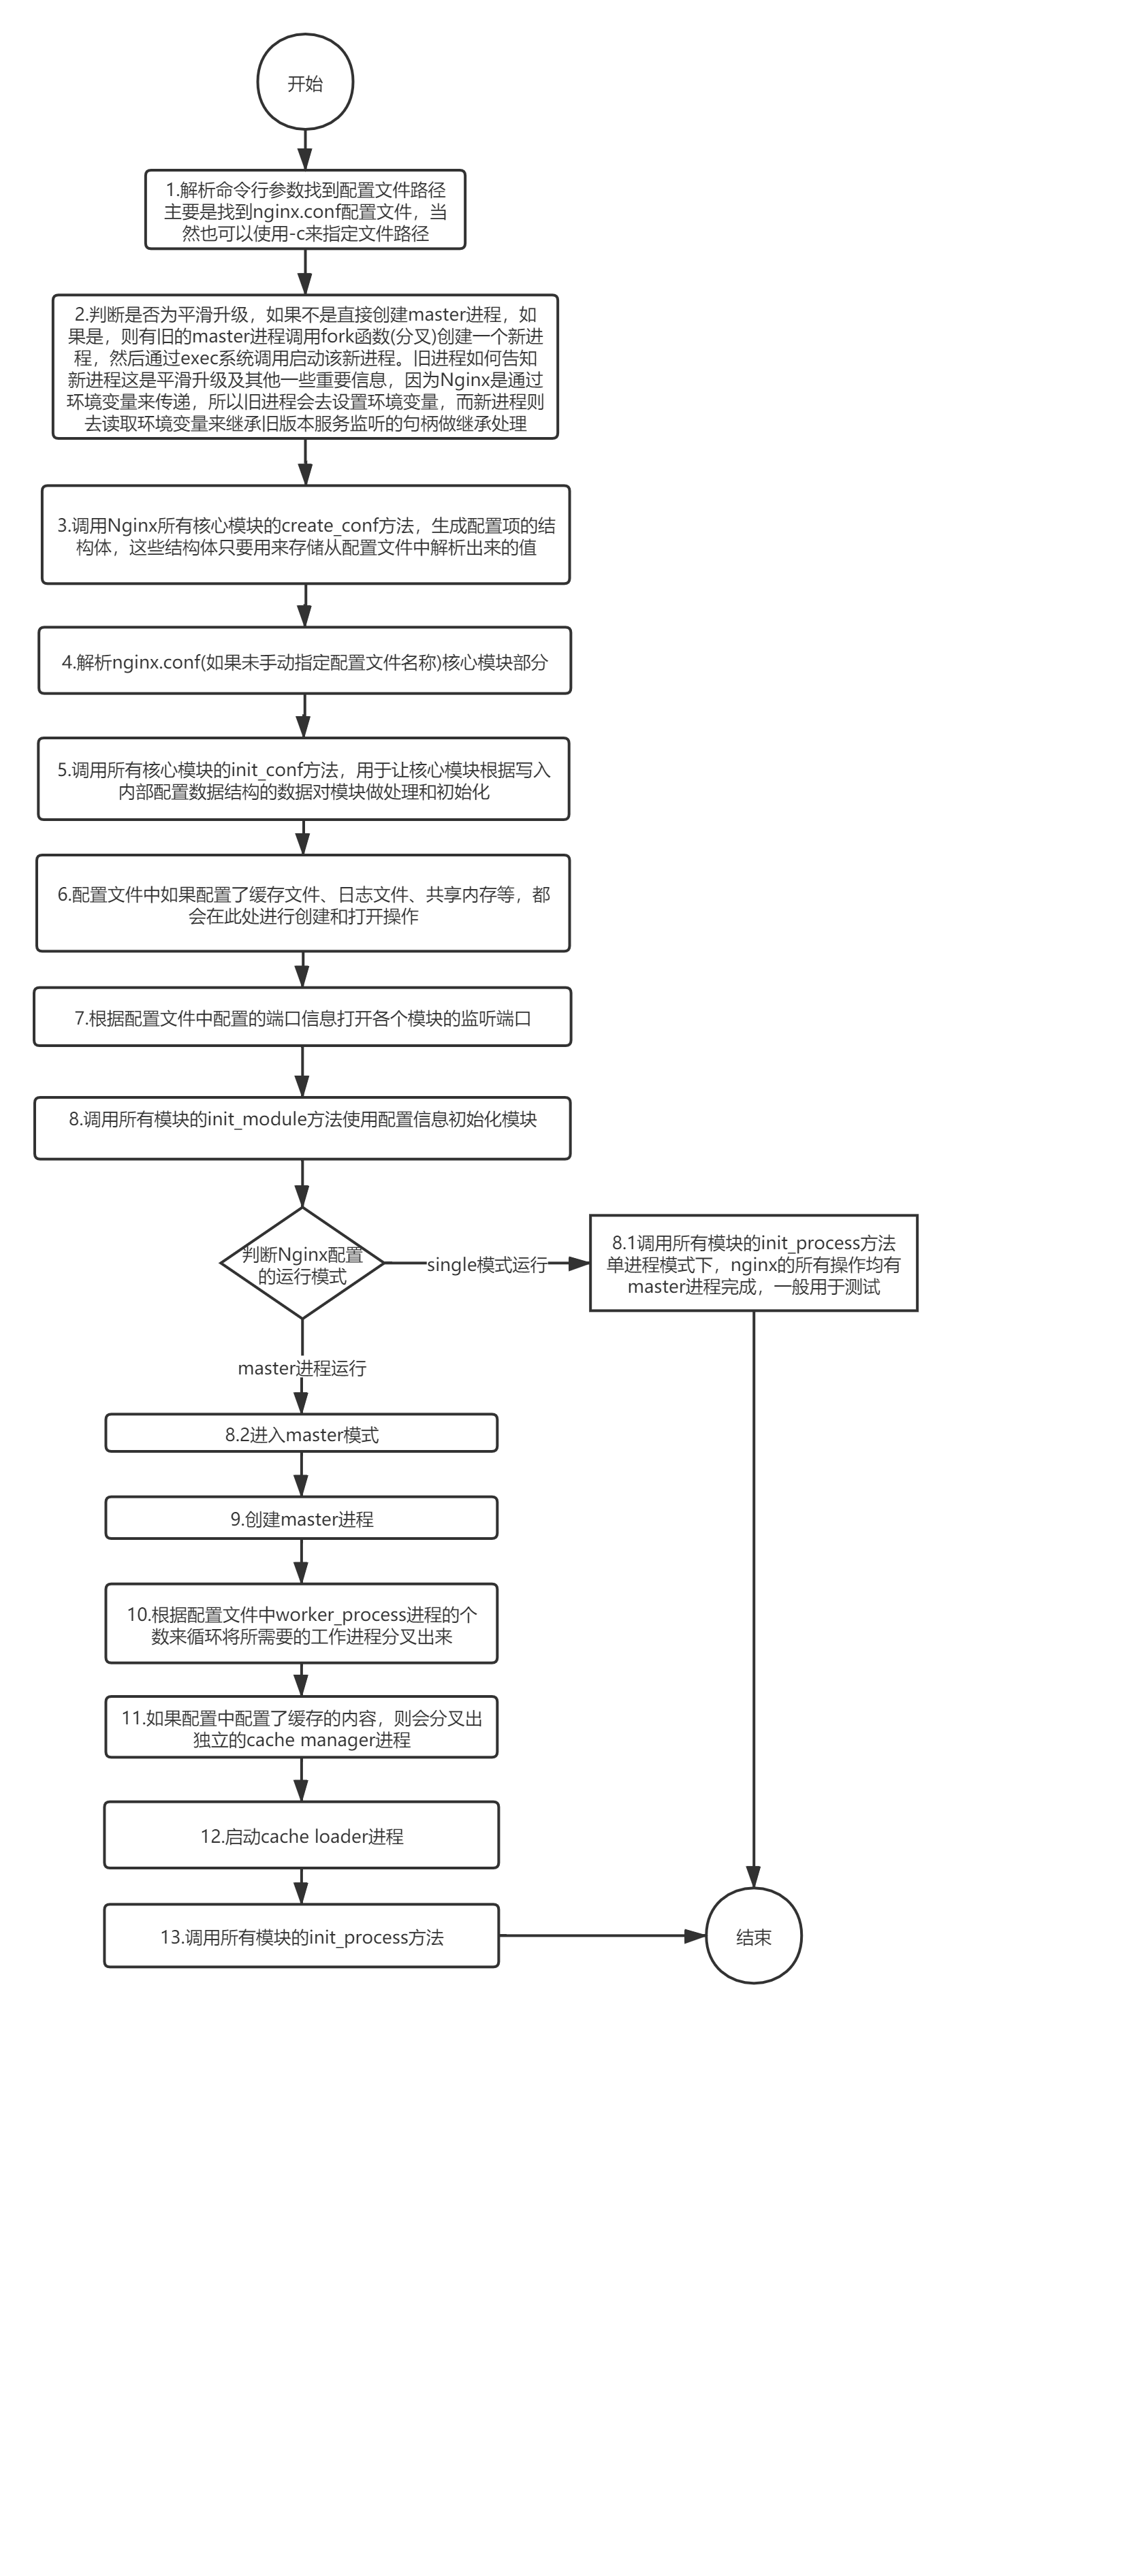 开始
1.解析命令行参数找到配置文件路径
主要是找到nginx.conf配置文件，当
然也可以使用-c来指定文件路径
2.判断是否为平滑升级，如果不是直接创建master进程，如
果是，则有旧的master进程调用fork函数(分叉)创建一个新进
程，然后通过exec系统调用启动该新进程。旧进程如何告知
新进程这是平滑升级及其他一些重要信息，因为Nginx是通过
环境变量来传递，所以旧进程会去设置环境变量，而新进程则
去读取环境变量来继承旧版本服务监听的句柄做继承处理
3.调用Nginx所有核心模块的create_conf方法，生成配置项的结
构体，这些结构体只要用来存储从配置文件中解析出来的值
4.解析nginx.conf(如果未手动指定配置文件名称)核心模块部分
5.调用所有核心模块的init_conf方法，用于让核心模块根据写入
内部配置数据结构的数据对模块做处理和初始化
6.配置文件中如果配置了缓存文件、日志文件、共享内存等，都
会在此处进行创建和打开操作
7.根据配置文件中配置的端口信息打开各个模块的监听端口
8.调用所有模块的init_module方法使用配置信息初始化模块
判断Nginx配置
的运行模式
single模式运行
8.1调用所有模块的init_process方法
单进程模式下，nginx的所有操作均有
master进程完成，一般用于测试
master进程运行
8.2进入master模式
9.创建master进程
10.根据配置文件中worker_process进程的个
数来循环将所需要的工作进程分叉出来
11.如果配置中配置了缓存的内容，则会分叉出
独立的cache manager进程
12.启动cache loader进程
13.调用所有模块的init_process方法
结束